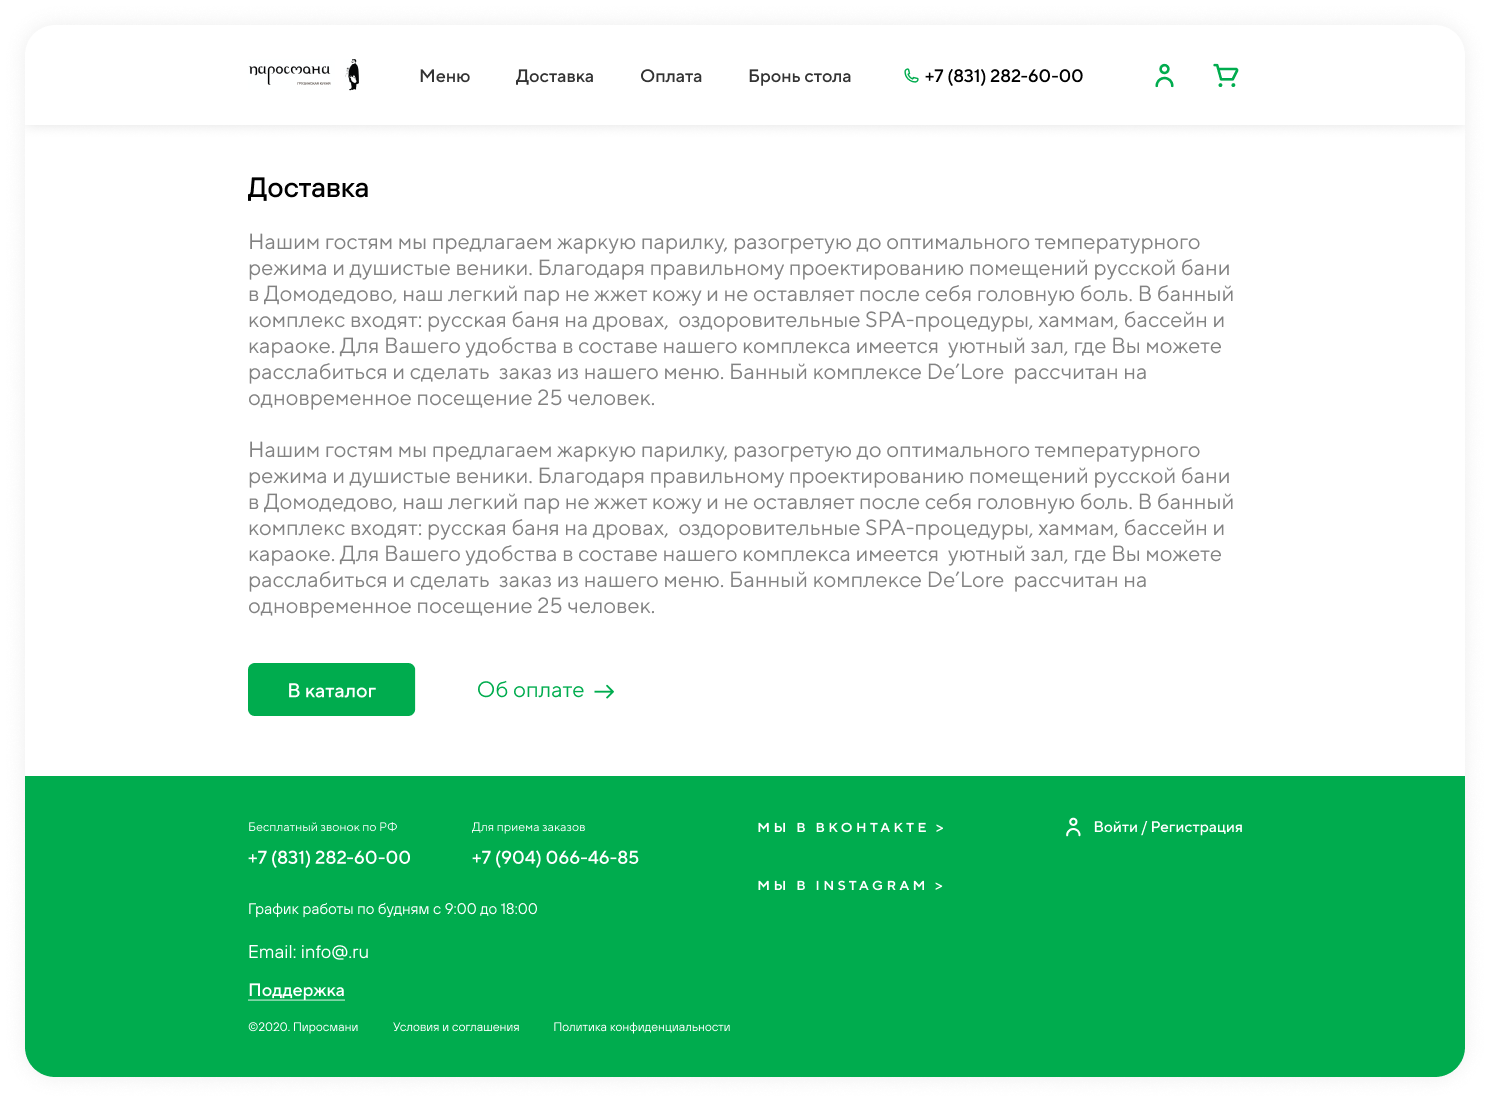 пиросмани
ГРУЗИНСКАЯ КУХНЯ
Меню
Доставка
Оплата
Бронь стола
+7 (831) 282-60-00
Доставка
Нашим гостям мы предлагаем жаркую парилку, разогретую до оптимального температурного
режима и душистые веники. Благодаря правильному проектированию помещений русской бани
в Домодедово, наш легкий пар не жжет кожу и не оставляет после себя головную боль. В банный
комплекс входят: русская баня на дровах,  оздоровительные SPA-процедуры, хаммам, бассейн и
караоке. Для Вашего удобства в составе нашего комплекса имеется  уютный зал, где Вы можете
расслабиться и сделать  заказ из нашего меню. Банный комплексе De’Lore  рассчитан на
одновременное посещение 25 человек.
Нашим гостям мы предлагаем жаркую парилку, разогретую до оптимального температурного
режима и душистые веники. Благодаря правильному проектированию помещений русской бани
в Домодедово, наш легкий пар не жжет кожу и не оставляет после себя головную боль. В банный
комплекс входят: русская баня на дровах,  оздоровительные SPA-процедуры, хаммам, бассейн и
караоке. Для Вашего удобства в составе нашего комплекса имеется  уютный зал, где Вы можете
расслабиться и сделать  заказ из нашего меню. Банный комплексе De’Lore  рассчитан на
одновременное посещение 25 человек.
В каталог
Об оплате →
Бесплатный звонок по РФ
+7 (831) 282-60-00
Для приема заказов
+7 (904) 066-46-85
График работы по будням с 9:00 до 18:00
Email: info@.ru
Поддержка
©2020. Пиросмани
Условия и соглашения
Политика конфиденциальности
МЫ В ВКОНТАКТЕ >
МЫ В INSTAGRAM >
Войти / Регистрация